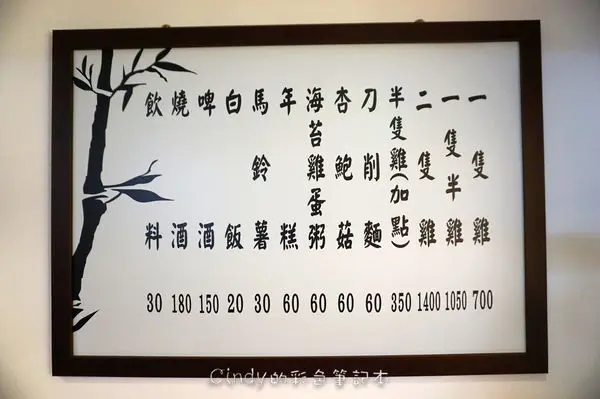 一隻雞 700
一隻半雞 1050
二隻雞 1400
半隻雞(加點) 350
刀削麵 60
杏鮑菇 60
海苔雞蛋粥 60
年糕 60
馬鈴薯 30
白飯 20
啤酒 150
燒酒 180
飲料 30
Cindy的彩色筆記本